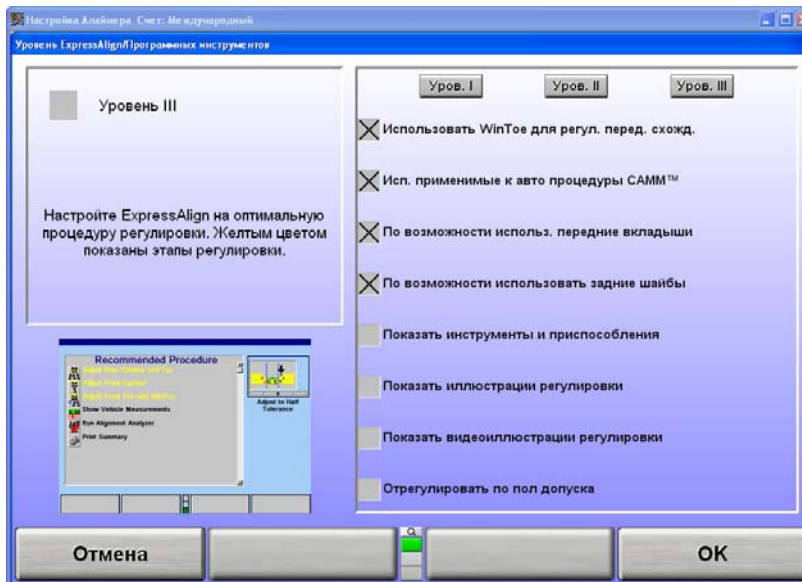 Настройка Алайнера Счет: Международный
Уровень ExpressAlign/Программных инструментов
Уровень III
Настройте ExpressAlign на оптимальную
процедуру регулировки. Желтым цветом
показаны этапы регулировки.
Recommended Procedure
Show Vehicle Measurements
Run Alignment Analyzer
Print Summary
Adjust to Half
Tolerance
Уров. I
Уров. II
Уров. III
Использовать WinToe для регул. перед. схожд.
Исп. применимые к авто процедуры CAMM™
По возможности использ. передние вкладыши
По возможности использовать задние шайбы
Показать инструменты и приспособления
Показать иллюстрации регулировки
Показать видеоиллюстрации регулировки
Отрегулировать по пол допуска
Отмена
OK